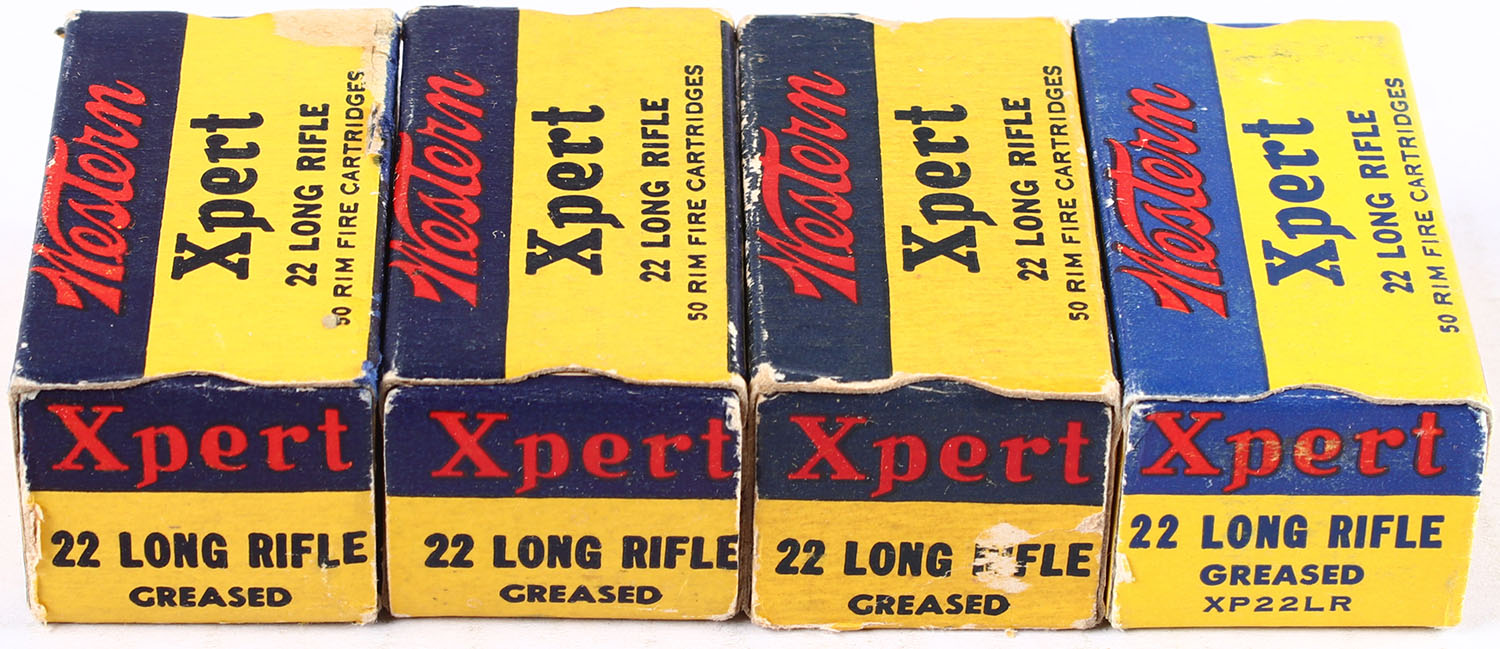 Western
Xpert
22 LONG RIFLE
50 RIM FIRE CARTRIDGES
Xpert
22 LONG RIFLE
GREASED
Western
Xpert
22 LONG RIFLE
50 RIM FIRE CARTRIDGES
Xpert
22 LONG RIFLE
GREASED
Western
Xpert
22 LONG RIFLE
50 RIM FIRE CARTRIDGES
Xpert
22 LONG
GREASED
Western
Xpert
22 LONG RIFLE
50 RIM FIRE CARTRIDGES
Xpert
22 LONG RIFLE
GREASED
XP22LR